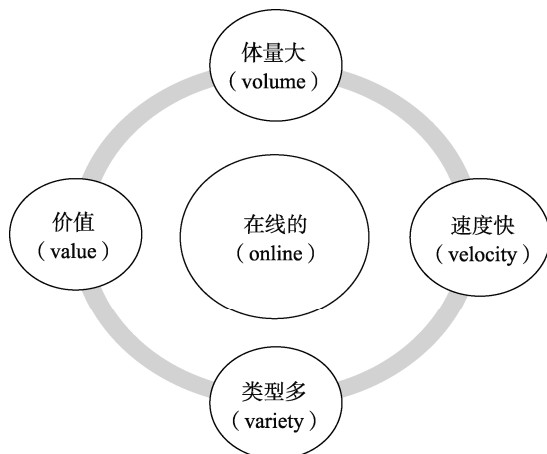 体量大
（volume）
价值
（value）
在线的
（online）
速度快
（velocity）
类型多
（variety）